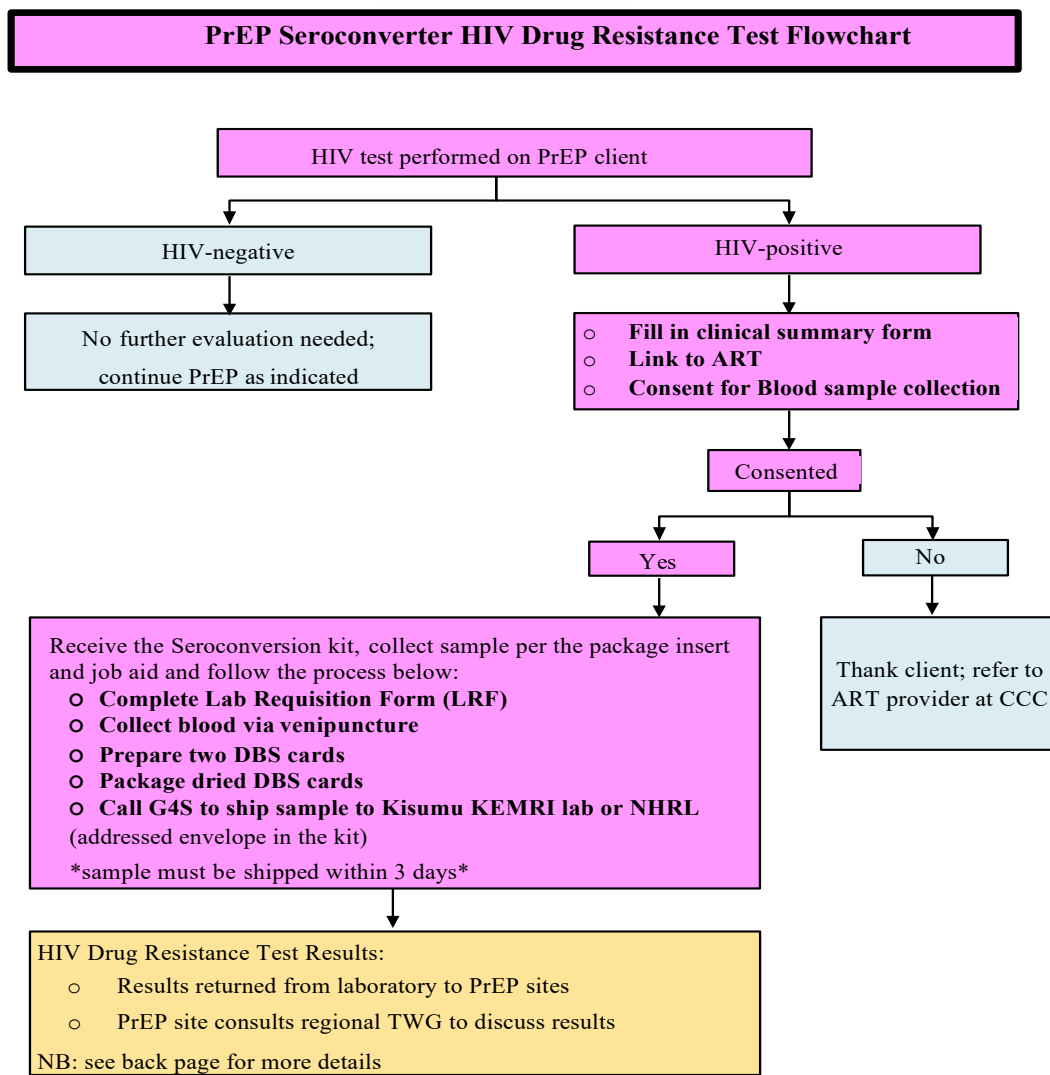 PrEP Seroconverter HIV Drug Resistance Test Flowchart
HIV test performed on PrEP client
HIV-negative
HIV-positive
No further evaluation needed;
continue PrEP as indicated
o Fill in clinical summary form
o Link to ART
o Consent for Blood sample collection
Consented
Yes
No
Receive the Seroconversion kit, collect sample per the package insert
and job aid and follow the process below:
o Complete Lab Requisition Form (LRF)
o Collect blood via venipuncture
o Prepare two DBS cards
o Package dried DBS cards
o Call G4S to ship sample to Kisumu KEMRI lab or NHRL
(addressed envelope in the kit)
*sample must be shipped within 3 days*
Thank client; refer to
ART provider at CCC
HIV Drug Resistance Test Results:
o Results returned from laboratory to PrEP sites
o PrEP site consults regional TWG to discuss results
NB: see back page for more details